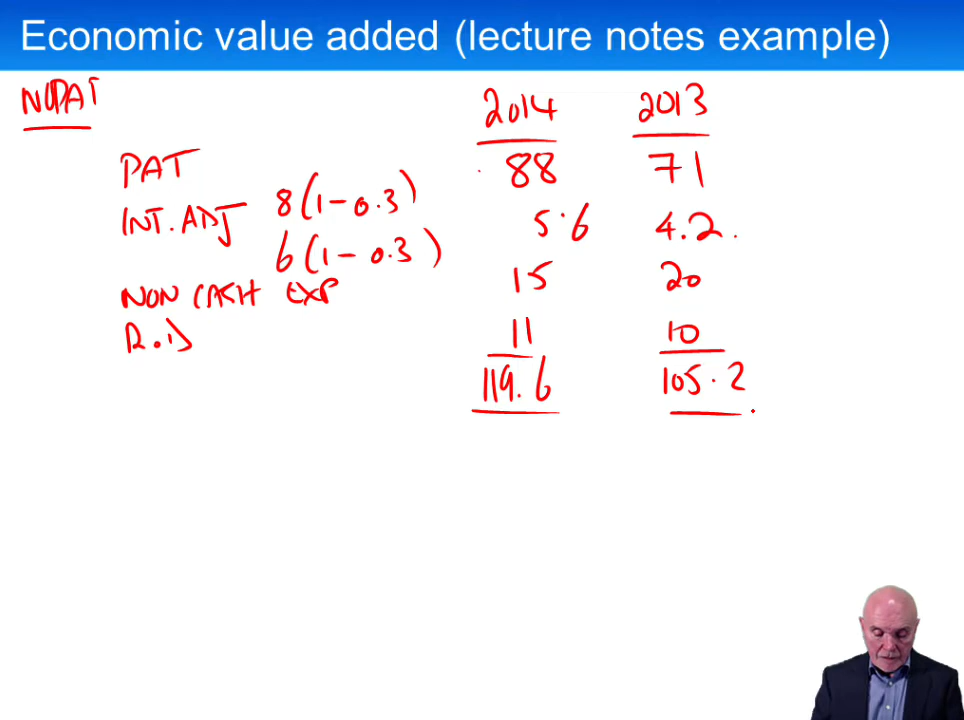 Economic value added (lecture notes example)
NOPAT
2014 2013
PAT 88 71
INT. ADJ 8(1-0.3) 5.6 4.2
6(1-0.3)
NON CASH EXP 15 20
R.D 11 10
119.6 105.2